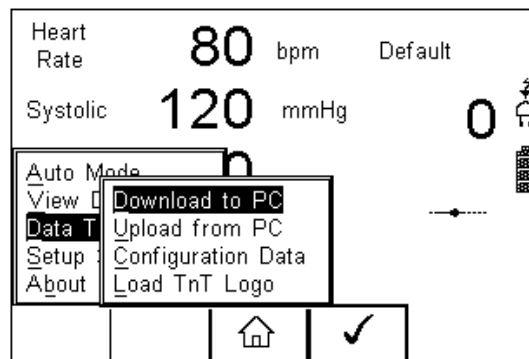 Heart
Rate
80
bpm
Default
Systolic
120
mmHg
0
Auto Mode
View D
Download to PC
Data T
Upload from PC
Setup
Configuration Data
About
Load TnT Logo